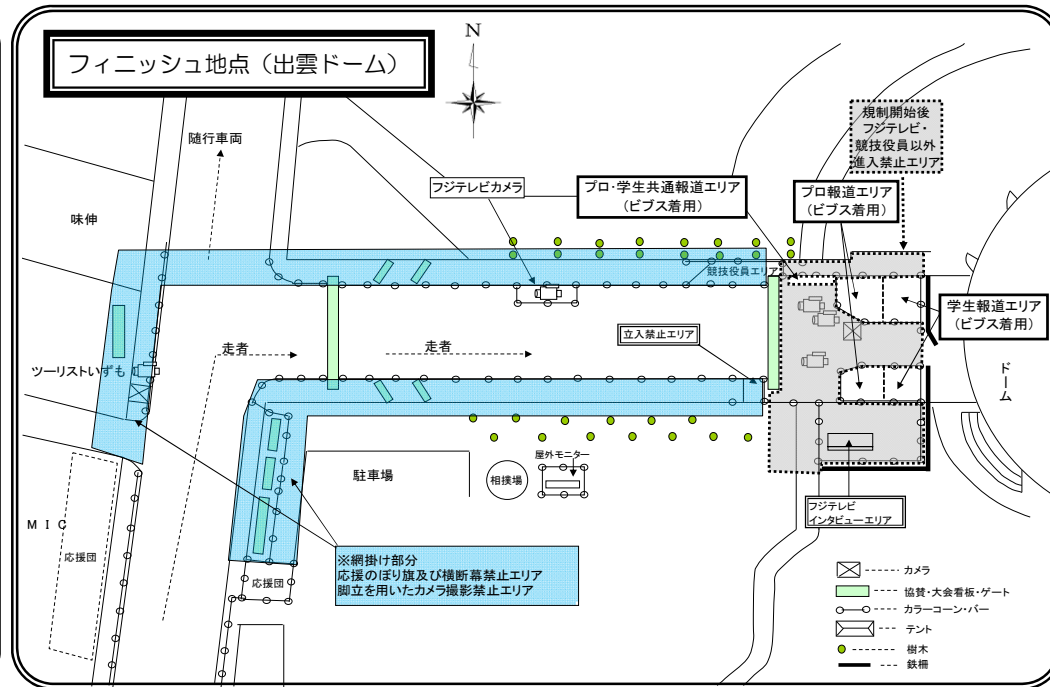 フィニッシュ地点（出雲ドーム）
N
規制開始後
フジテレビ・
競技役員以外
進入禁止エリア
随行車両
フジテレビカメラ
プロ・学生共通報道エリア
（ビブス着用）
プロ報道エリア
（ビブス着用）
味伸
競技役員エリア
学生報道エリア
（ビブス着用）
立入禁止エリア
走者
走者
ツーリストいずも
ドーム
駐車場
相撲場
屋外モニター
フジテレビ
インタビューエリア
ＭＩＣ
応援団
応援団
※網掛け部分
応援のぼり旗及び横断幕禁止エリア
脚立を用いたカメラ撮影禁止エリア
カメラ
協賛・大会看板・ゲート
カラーコーン・バー
テント
樹木
鉄柵